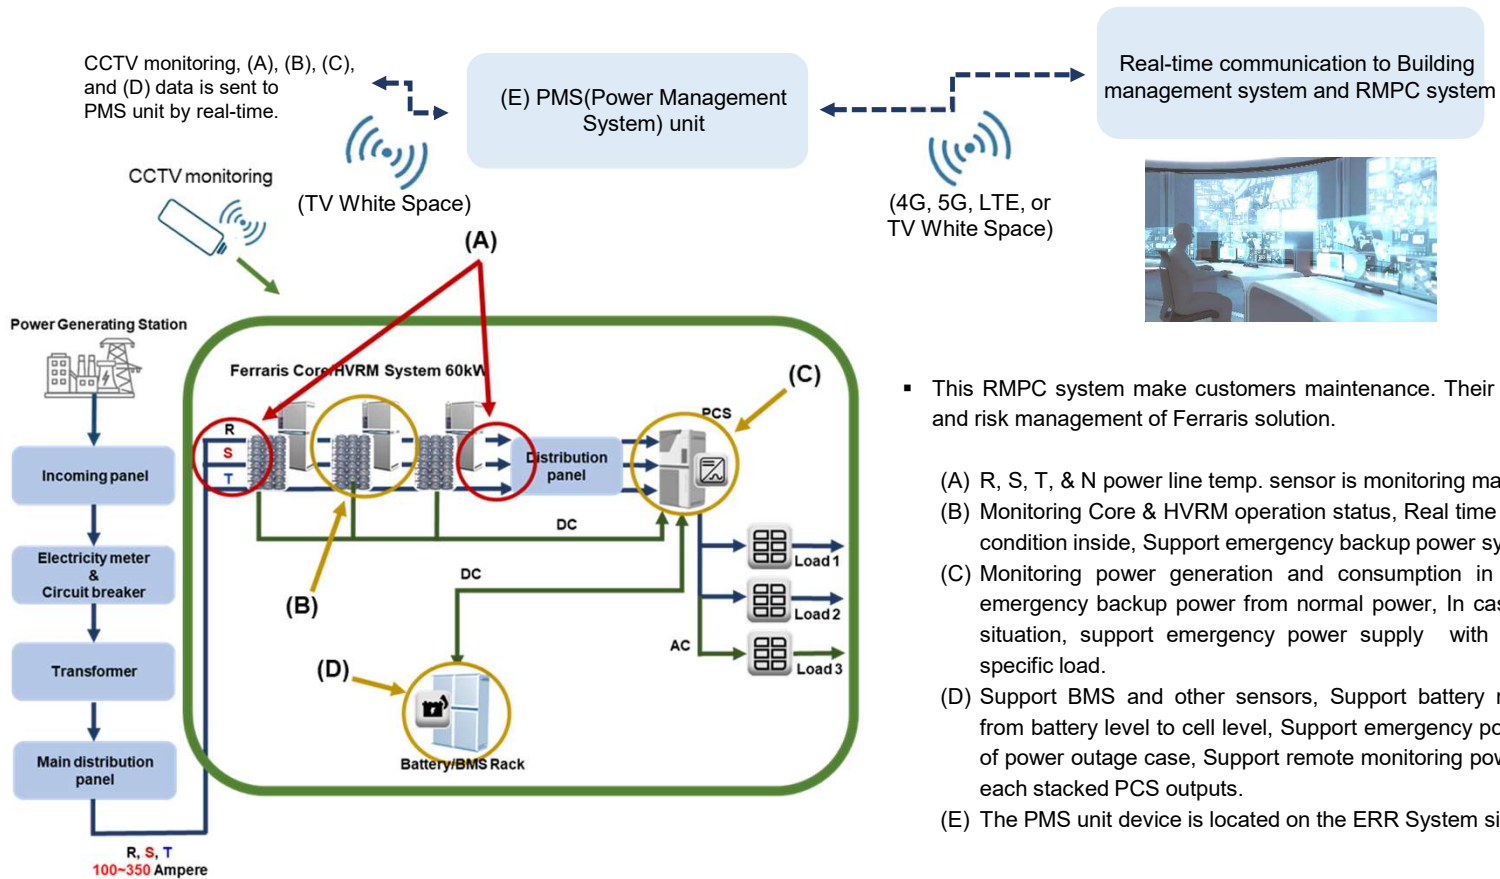 CCTV monitoring, (A), (B), (C),
and (D) data is sent to
PMS unit by real-time.
(E) PMS(Power Management
System) unit
Real-time communication to Building
management system and RMPC system
CCTV monitoring
(TV White Space)
(4G, 5G, LTE, or
TV White Space)
(A)
Power Generating Station
Ferraris Core/HVRM System 60kW
(C)
PCS
R
S
T
Incoming panel
Distribution
panel
DC
Electricity meter
&
Circuit breaker
DC
Load 1
(B)
Load 2
AC
Load 3
Transformer
(D)
Main distribution
panel
Battery/BMS Rack
R, S, T
100~350 Ampere
▪ This RMPC system make customers maintenance. Their
and risk management of Ferraris solution.
(A) R, S, T, & N power line temp. sensor is monitoring
(B) Monitoring Core & HVRM operation status, Real time
condition inside, Support emergency backup power
(C) Monitoring power generation and consumption in
emergency backup power from normal power, In
situation, support emergency power supply with
specific load.
(D) Support BMS and other sensors, Support battery
from battery level to cell level, Support emergency
of power outage case, Support remote monitoring
each stacked PCS outputs.
(E) The PMS unit device is located on the ERR System